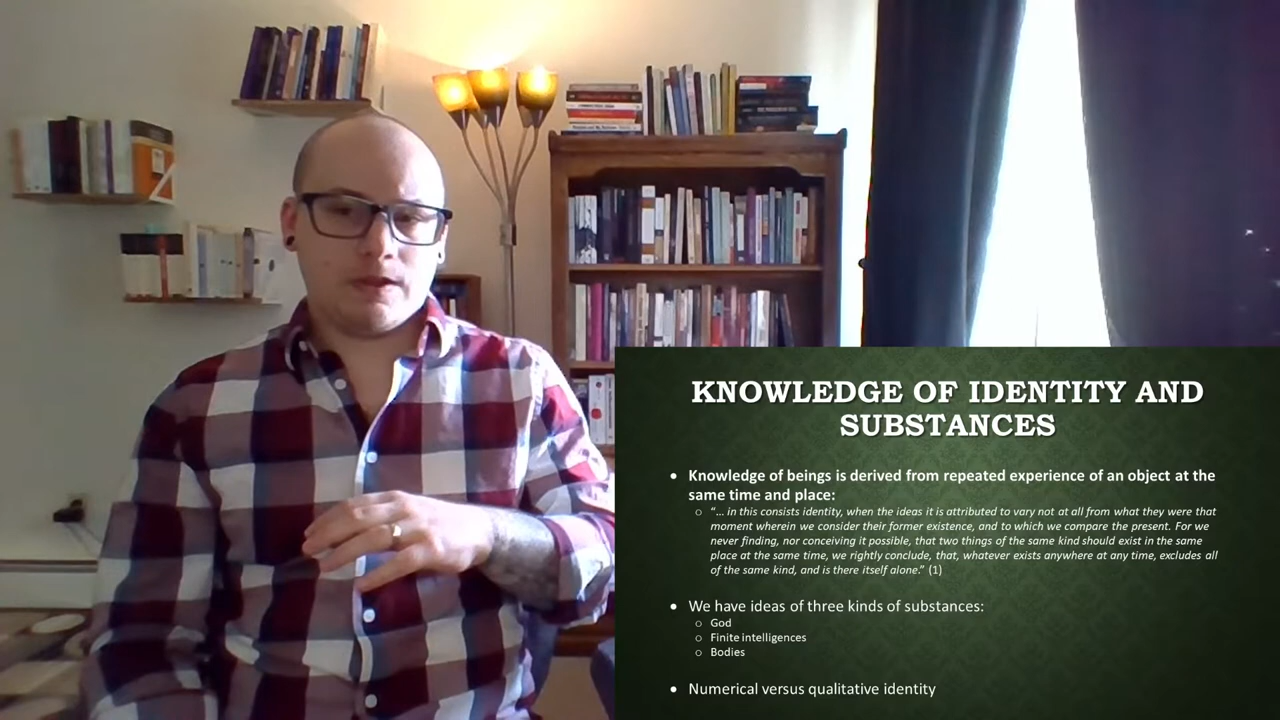 KNOWLEDGE OF IDENTITY AND
SUBSTANCES
• Knowledge of beings is derived from repeated experience of an object at the
same time and place:
○ “… in this consists identity, when the ideas it is attributed to vary not at all from what they were that
moment wherein we consider their former existence, and to which we compare the present. For we
never finding, nor conceiving it possible, that two things of the same kind should exist in the same
place at the same time, we rightly conclude, that, whatever exists anywhere at any time, excludes all
of the same kind, and is there itself alone.” (1)
• We have ideas of three kinds of substances:
○ God
○ Finite intelligences
○ Bodies
• Numerical versus qualitative identity